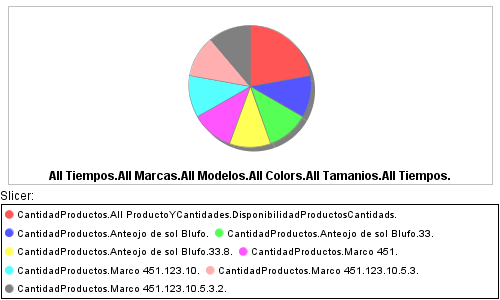 All Tiempos.All Marcas.All Modelos.All Colors.All Tamanios.All Tiempos.
Slicer:
CantidadProductos.All ProductoYCantidades.DisponibilidadProductosCantidads.
CantidadProductos.Anteojo de sol Blufo. CantidadProductos.Anteojo de sol Blufo.33.
CantidadProductos.Anteojo de sol Blufo.33.8. CantidadProductos.Marco 451.
CantidadProductos.Marco 451.123.10. CantidadProductos.Marco 451.123.10.5.3.
CantidadProductos.Marco 451.123.10.5.3.2.